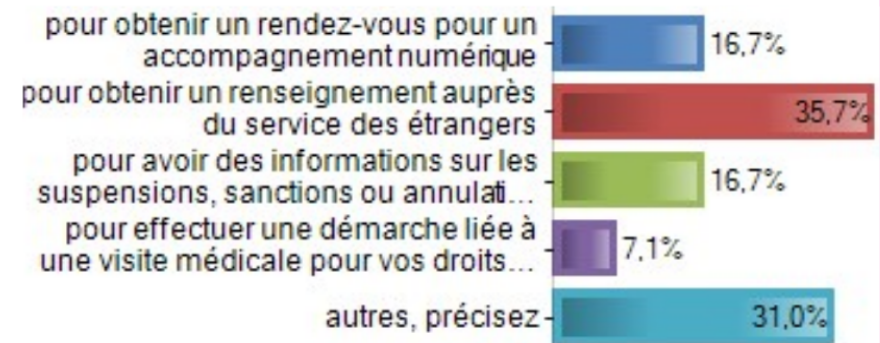 pour obtenir un rendez-vous pour un
accompagnement numérique
16,7%
pour obtenir un renseignement auprès
du service des étrangers
35,7%
pour avoir des informations sur les
suspensions, sanctions ou annulati...
16,7%
pour effectuer une démarche liée à
une visite médicale pour vos droits...
7,1%
autres, précisez
31,0%